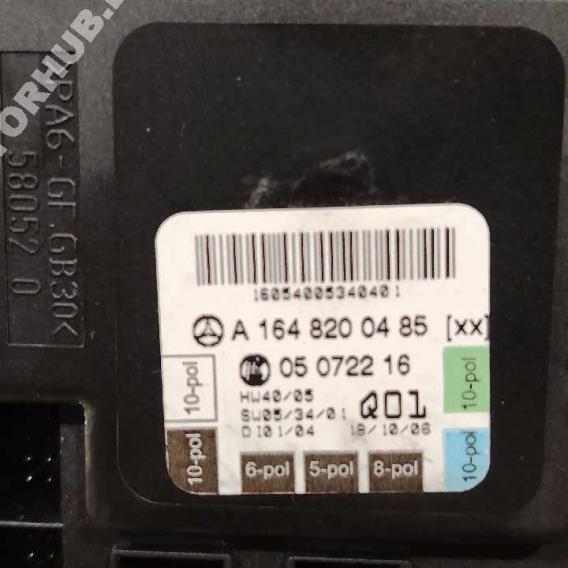 TORHUB.
>PA6-GF.GB30<
58052 0
16054005340401
A 164 820 04 85 [xx]
05 0722 16
HW40/05
SW05/34/01
DI01/04
Q01
18/10/06
10-pol
10-pol
10-pol
10-pol
6-pol
5-pol
8-pol